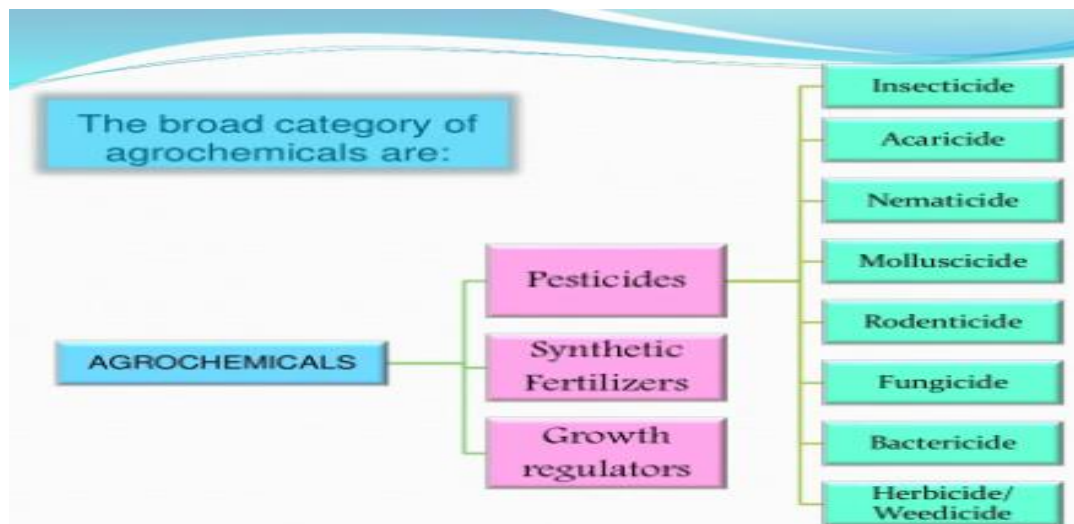 The broad category of
agrochemicals are:
AGROCHEMICALS
Pesticides
Synthetic
Fertilizers
Growth
regulators
Insecticide
Acaricide
Nematicide
Molluscicide
Rodenticide
Fungicide
Bactericide
Herbicide/
Weedicide